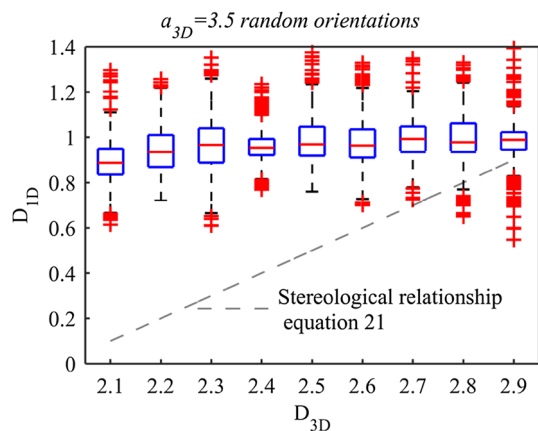 a3D=3.5 random orientations
D1D
1.4
1.2
1
0.8
0.6
0.4
0.2
0
Stereological relationship
equation 21
2.1 2.2 2.3 2.4 2.5 2.6 2.7 2.8 2.9
D3D